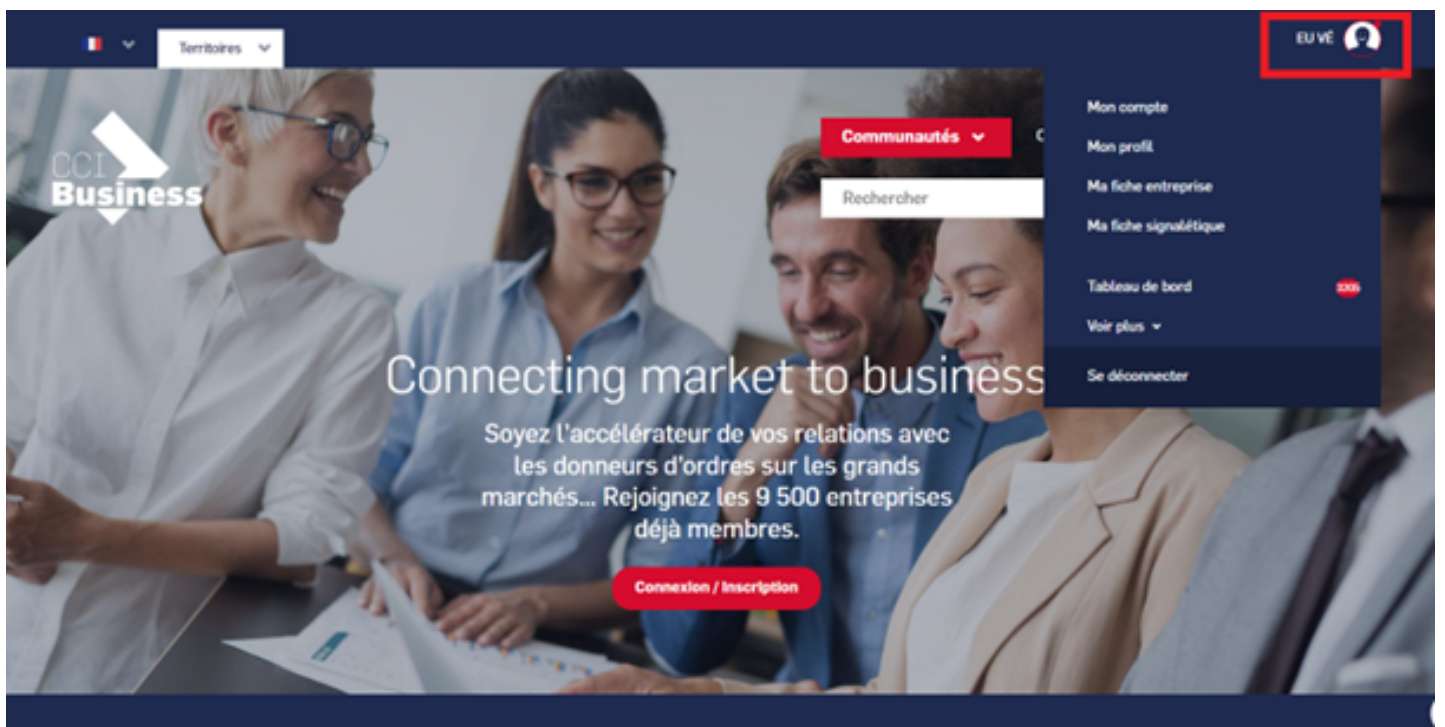 Territoires
EU VÉ
CCI
Business
Communautés
Rechercher
Mon compte
Mon profil
Ma fiche entreprise
Ma fiche signalétique
Tableau de bord
Voir plus
Se déconnecter
Connecting market to business
Soyez l'accélérateur de vos relations avec
les donneurs d'ordres sur les grands
marchés... Rejoignez les 9 500 entreprises
déjà membres.
Connexion / Inscription